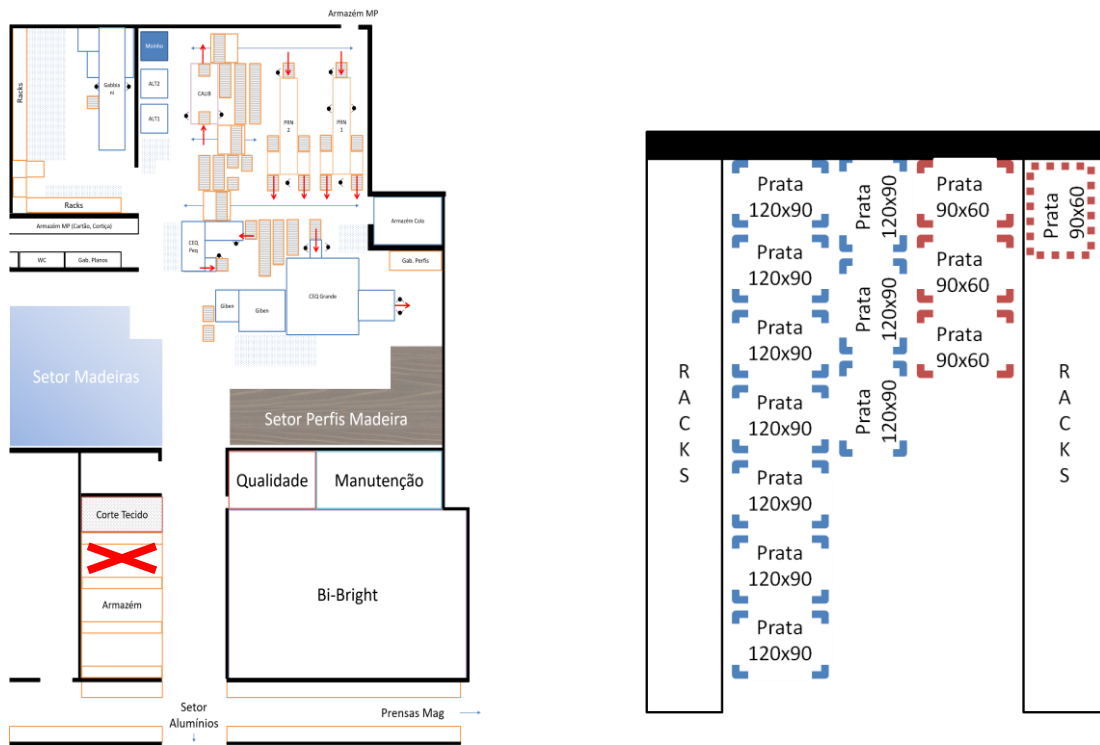 Armazém MP
Racks
Gabbia
ni
Moinho
ALT2
ALT1
CALIB
PRN
2
PRN
1
Racks
Armazém MP (Cartão, Cortiça)
WC
Gab. Planos
CEQ
Peq
Armazém Cola
Gab. Perfis
CEQ Grande
Giben
Giben
Setor Madeiras
Setor Perfis Madeira
Qualidade
Manutenção
Corte Tecido
Armazém
Bi-Bright
Setor
Alumínios
Prensas Mag
RACKS
Prata
120x90
Prata
120x90
Prata
120x90
Prata
120x90
Prata
120x90
Prata
120x90
Prata
120x90
Prata
120x90
Prata
120x90
Prata
120x90
Prata
90x60
Prata
90x60
Prata
90x60
Prata
90x60
RACKS